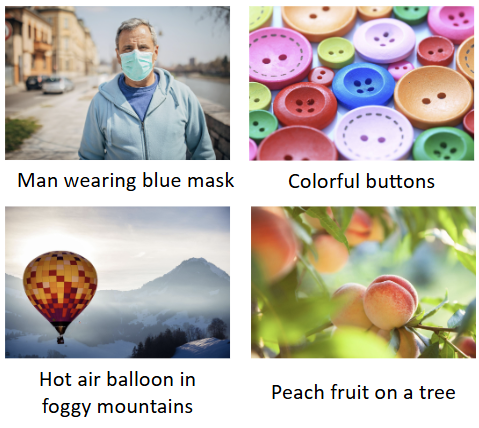 Man wearing blue mask
Colorful buttons
Hot air balloon in
foggy mountains
Peach fruit on a tree